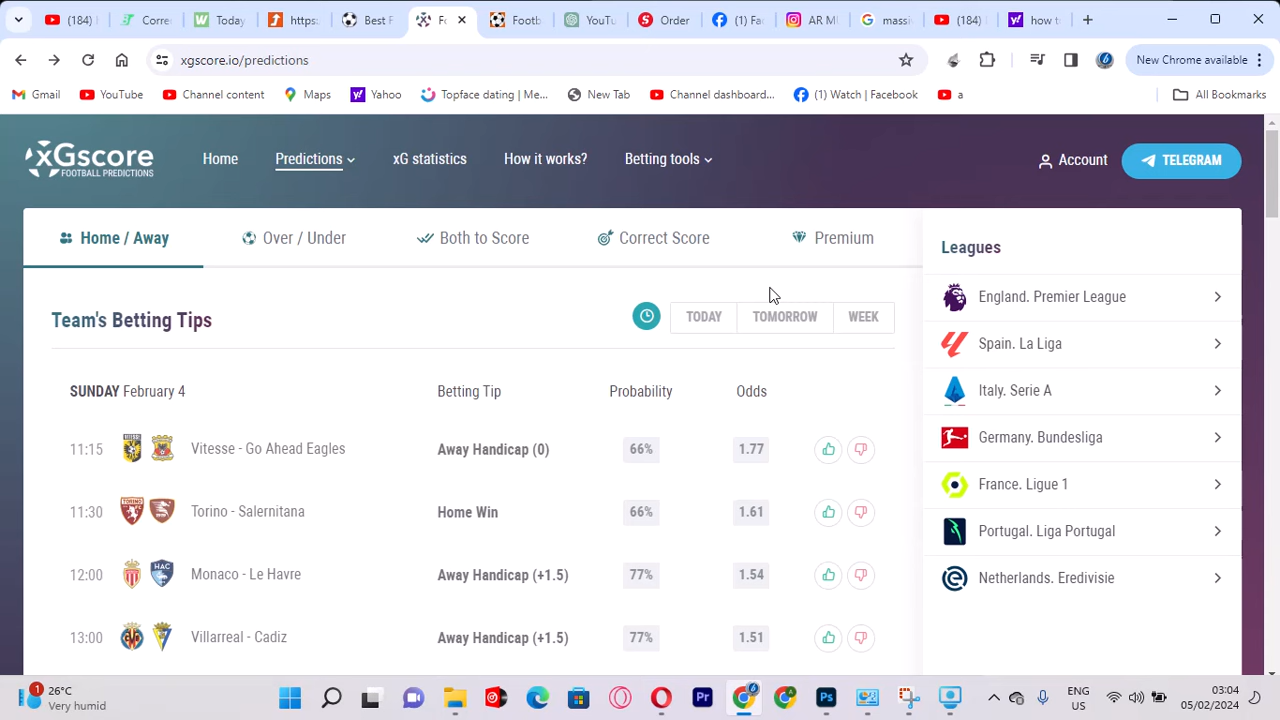 (184)
Corre
Today
https:
Best F
Fo
Footb
YouTu
Order
(1) Fa
AR MI
massi
(184)
how to
xgscore.io/predictions
New Chrome available
Gmail
YouTube
Channel content
Maps
Yahoo
Topface dating | Me...
New Tab
Channel dashboard...
(1) Watch | Facebook
a
All Bookmarks
xGscore
FOOTBALL PREDICTIONS
Home
Predictions
xG statistics
How it works?
Betting tools
Account
TELEGRAM
Home / Away
Over / Under
Both to Score
Correct Score
Premium
Leagues
Team's Betting Tips
TODAY
TOMORROW
WEEK
England. Premier League
Spain. La Liga
Italy. Serie A
Germany. Bundesliga
France. Ligue 1
Portugal. Liga Portugal
Netherlands. Eredivisie
SUNDAY February 4 Betting Tip Probability Odds
11:15 Vitesse - Go Ahead Eagles Away Handicap (0) 66% 1.77
11:30 Torino - Salernitana Home Win 66% 1.61
12:00 Monaco - Le Havre Away Handicap (+1.5) 77% 1.54
13:00 Villarreal - Cadiz Away Handicap (+1.5) 77% 1.51
1
26°C
Very humid
Pr
6
Ps
ENG
US
03:04
05/02/2024